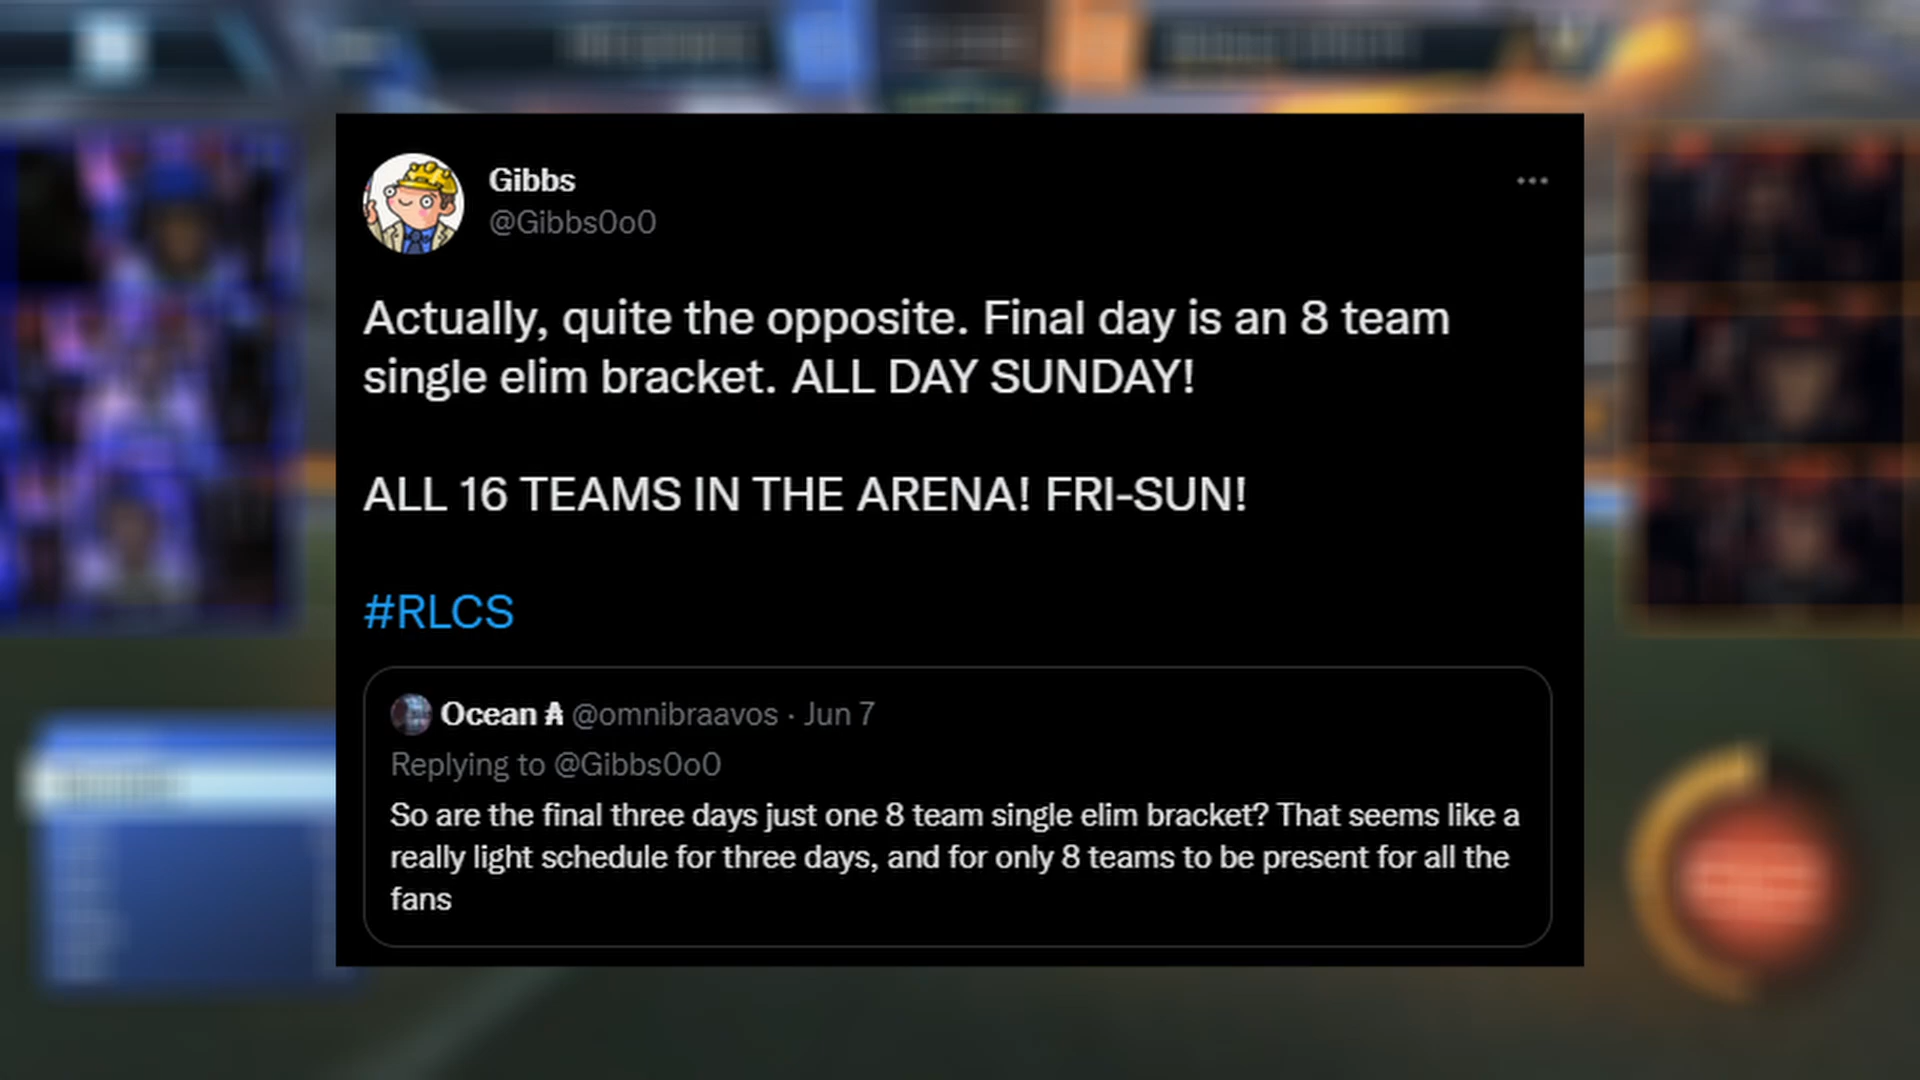 Gibbs
@Gibbs0o0
Actually, quite the opposite. Final day is an 8 team
single elim bracket. ALL DAY SUNDAY!
ALL 16 TEAMS IN THE ARENA! FRI-SUN!
#RLCS
Ocean ₳ @omnibraavos · Jun 7
Replying to @Gibbs0o0
So are the final three days just one 8 team single elim bracket? That seems like a
really light schedule for three days, and for only 8 teams to be present for all the
fans